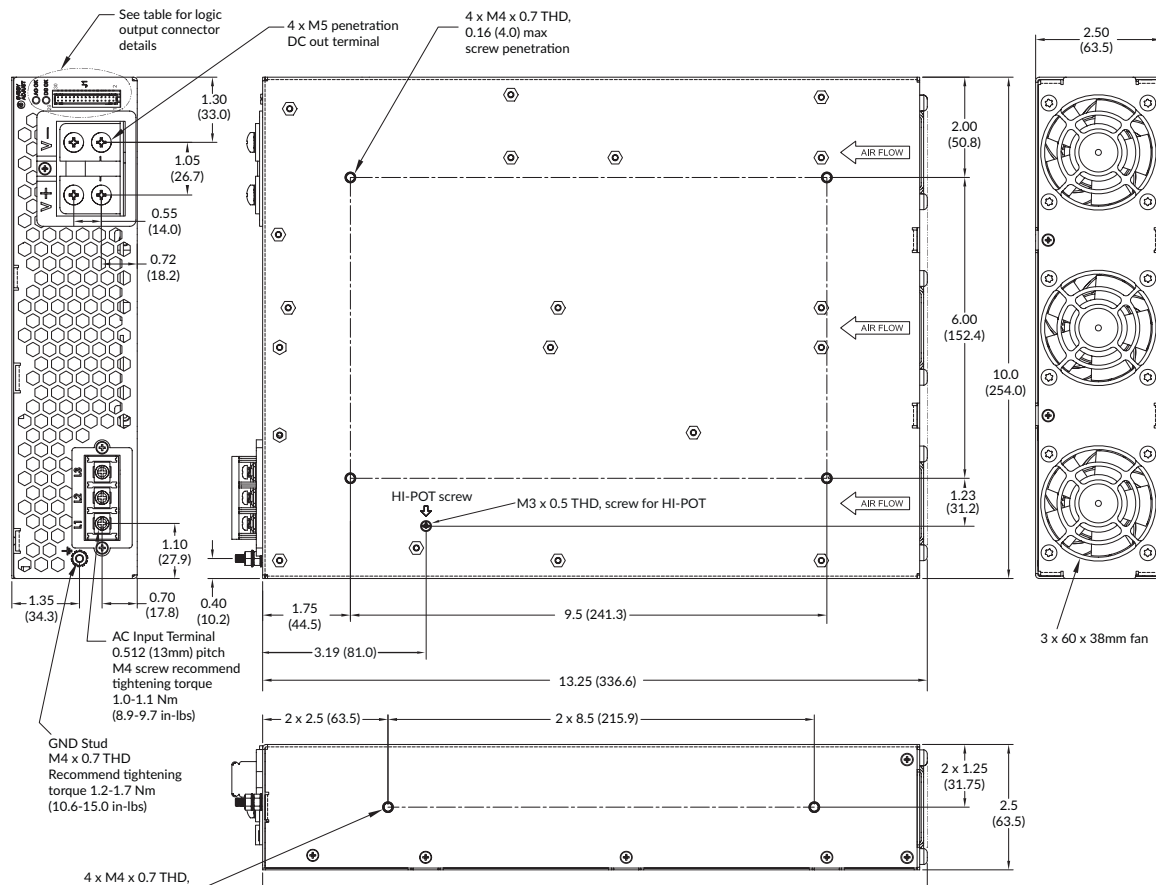 See table for logic
output connector
details
4 x M5 penetration
DC out terminal
4 x M4 x 0.7 THD,
0.16 (4.0) max
screw penetration
2.50
(63.5)
AC OK
DC OK
J1
V−
V+
1.30
(33.0)
1.05
(26.7)
0.55
(14.0)
0.72
(18.2)
2.00
(50.8)
AIR FLOW
6.00
(152.4)
AIR FLOW
10.0
(254.0)
L3
L2
L1
HI-POT screw
M3 x 0.5 THD, screw for HI-POT
AIR FLOW
1.23
(31.2)
1.10
(27.9)
1.35
(34.3)
0.70
(17.8)
0.40
(10.2)
1.75
(44.5)
9.5 (241.3)
3.19 (81.0)
13.25 (336.6)
3 x 60 x 38mm fan
AC Input Terminal
0.512 (13mm) pitch
M4 screw recommend
tightening torque
1.0-1.1 Nm
(8.9-9.7 in-lbs)
GND Stud
M4 x 0.7 THD
Recommend tightening
torque 1.2-1.7 Nm
(10.6-15.0 in-lbs)
2 x 2.5 (63.5)
2 x 8.5 (215.9)
2 x 1.25
(31.75)
2.5
(63.5)
4 x M4 x 0.7 THD,